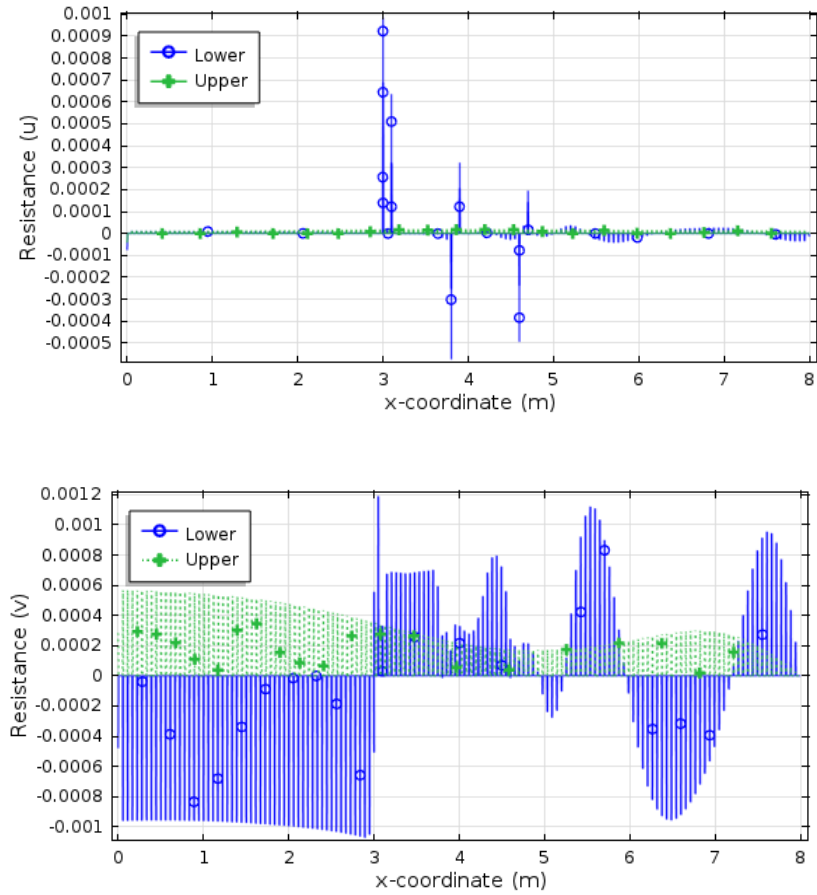 0.001
0.0009
0.0008
0.0007
0.0006
0.0005
0.0004
0.0003
0.0002
0.0001
0
-0.0001
-0.0002
-0.0003
-0.0004
-0.0005
Resistance (u)
Lower
Upper
0 1 2 3 4 5 6 7 8
x-coordinate (m)
0.0012
0.001
0.0008
0.0006
0.0004
0.0002
0
-0.0002
-0.0004
-0.0006
-0.0008
-0.001
Resistance (v)
Lower
Upper
0 1 2 3 4 5 6 7 8
x-coordinate (m)